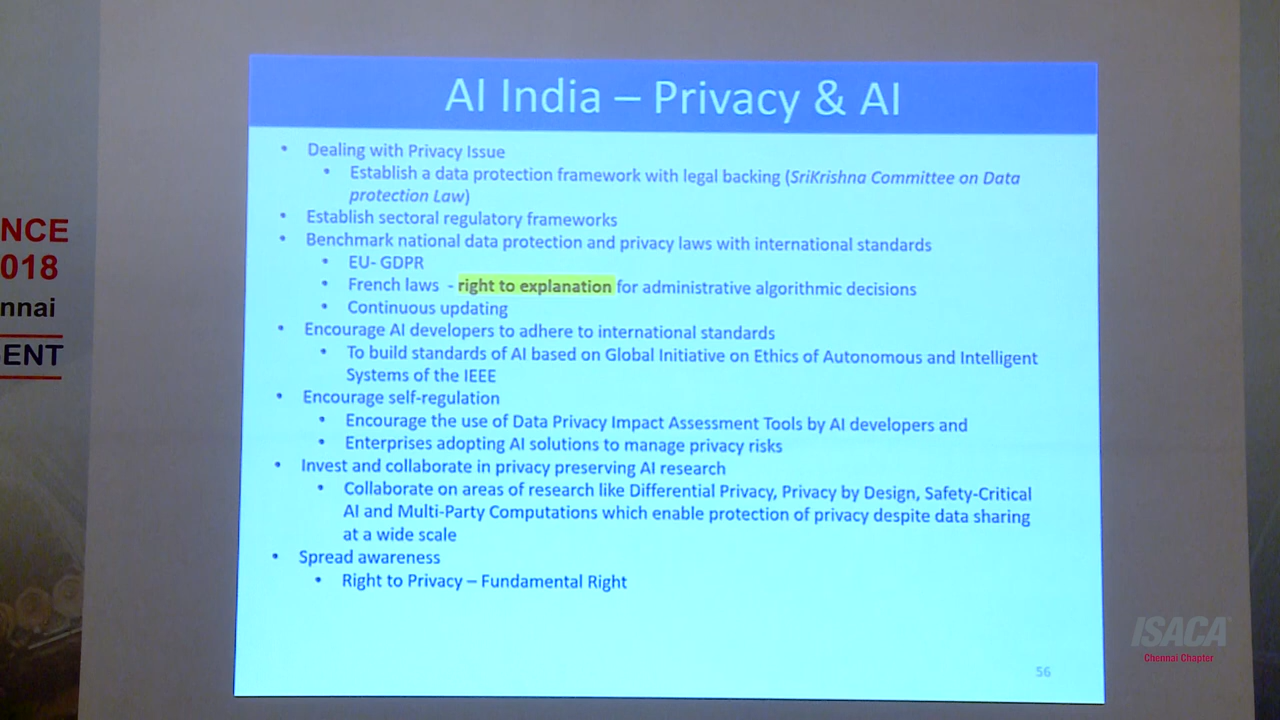 AI India – Privacy & AI
• Dealing with Privacy Issue
• Establish a data protection framework with legal backing (SriKrishna Committee on Data
protection Law)
• Establish sectoral regulatory frameworks
• Benchmark national data protection and privacy laws with international standards
• EU- GDPR
• French laws - right to explanation for administrative algorithmic decisions
• Continuous updating
• Encourage AI developers to adhere to international standards
• To build standards of AI based on Global Initiative on Ethics of Autonomous and Intelligent
Systems of the IEEE
• Encourage self-regulation
• Encourage the use of Data Privacy Impact Assessment Tools by AI developers and
• Enterprises adopting AI solutions to manage privacy risks
• Invest and collaborate in privacy preserving AI research
• Collaborate on areas of research like Differential Privacy, Privacy by Design, Safety-Critical
AI and Multi-Party Computations which enable protection of privacy despite data sharing
at a wide scale
• Spread awareness
• Right to Privacy – Fundamental Right
56
NCE
018
nnai
ENT
ISACA
Chennai Chapter